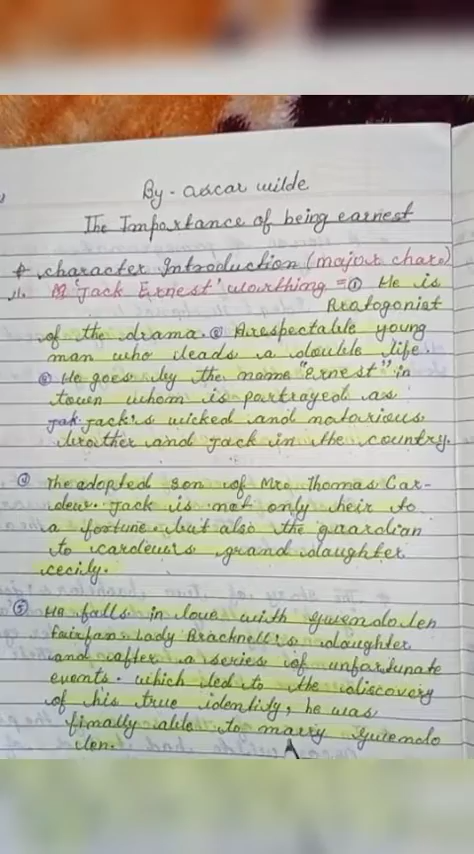 By - oscar wilde
The Importance of being earnest
* character Introduction (major chara)
1. 'Jack Ernest' worthing = ① He is
Protogonist
of the drama. ② A respectable young
man who leads a double life.
③ He goes by the name "Ernest" in
town whom is portrayed as
jack's wicked and notorious
brother and jack in the country.
④ The adopted son of Mr. Thomas Car-
dew. Jack is not only heir to
a fortune but also the guardian
to cardew's grand daughter
cecily.
⑤ He falls in love with gwendolen
fairfax Lady Bracknell's daughter
and after a series of unfortunate
events. which led to the discovery
of his true identity, he was
finally able to marry gwendo
len.